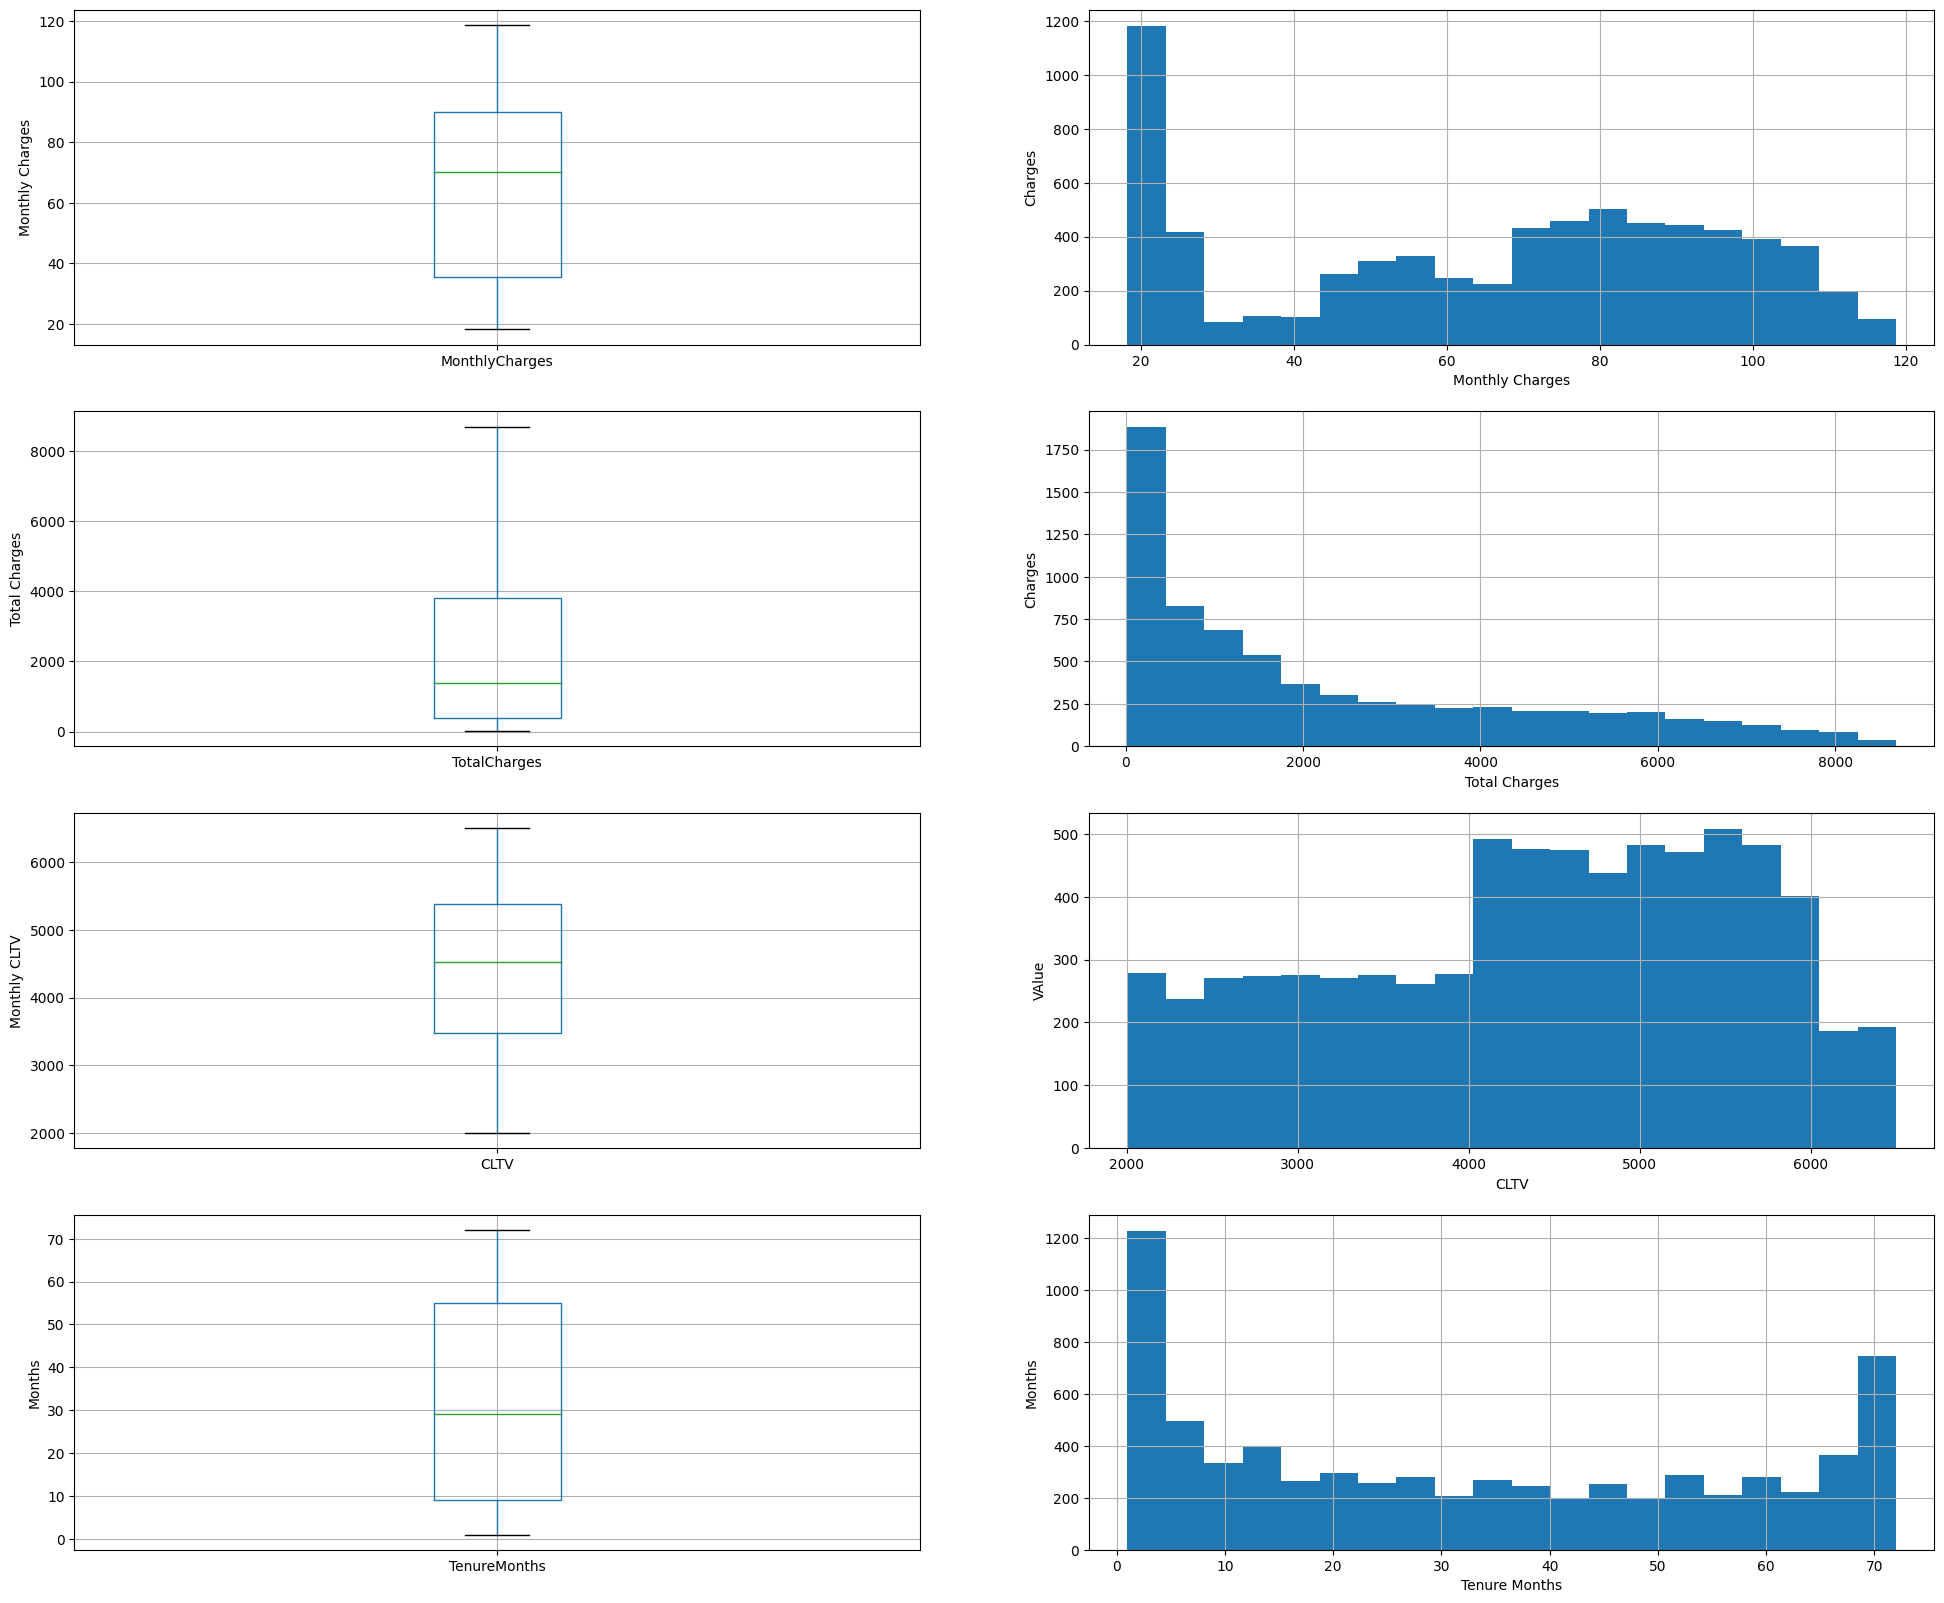 120
100
80
60
40
20
Monthly Charges
MonthlyCharges
1200
1000
800
600
400
200
0
Charges
20 40 60 80 100 120
Monthly Charges
8000
6000
4000
2000
0
Total Charges
TotalCharges
1750
1500
1250
1000
750
500
250
0
Charges
0 2000 4000 6000 8000
Total Charges
6000
5000
4000
3000
2000
Monthly CLTV
CLTV
500
400
300
200
100
0
VAlue
2000 3000 4000 5000 6000
CLTV
70
60
50
40
30
20
10
0
Months
TenureMonths
1200
1000
800
600
400
200
0
Months
0 10 20 30 40 50 60 70
Tenure Months